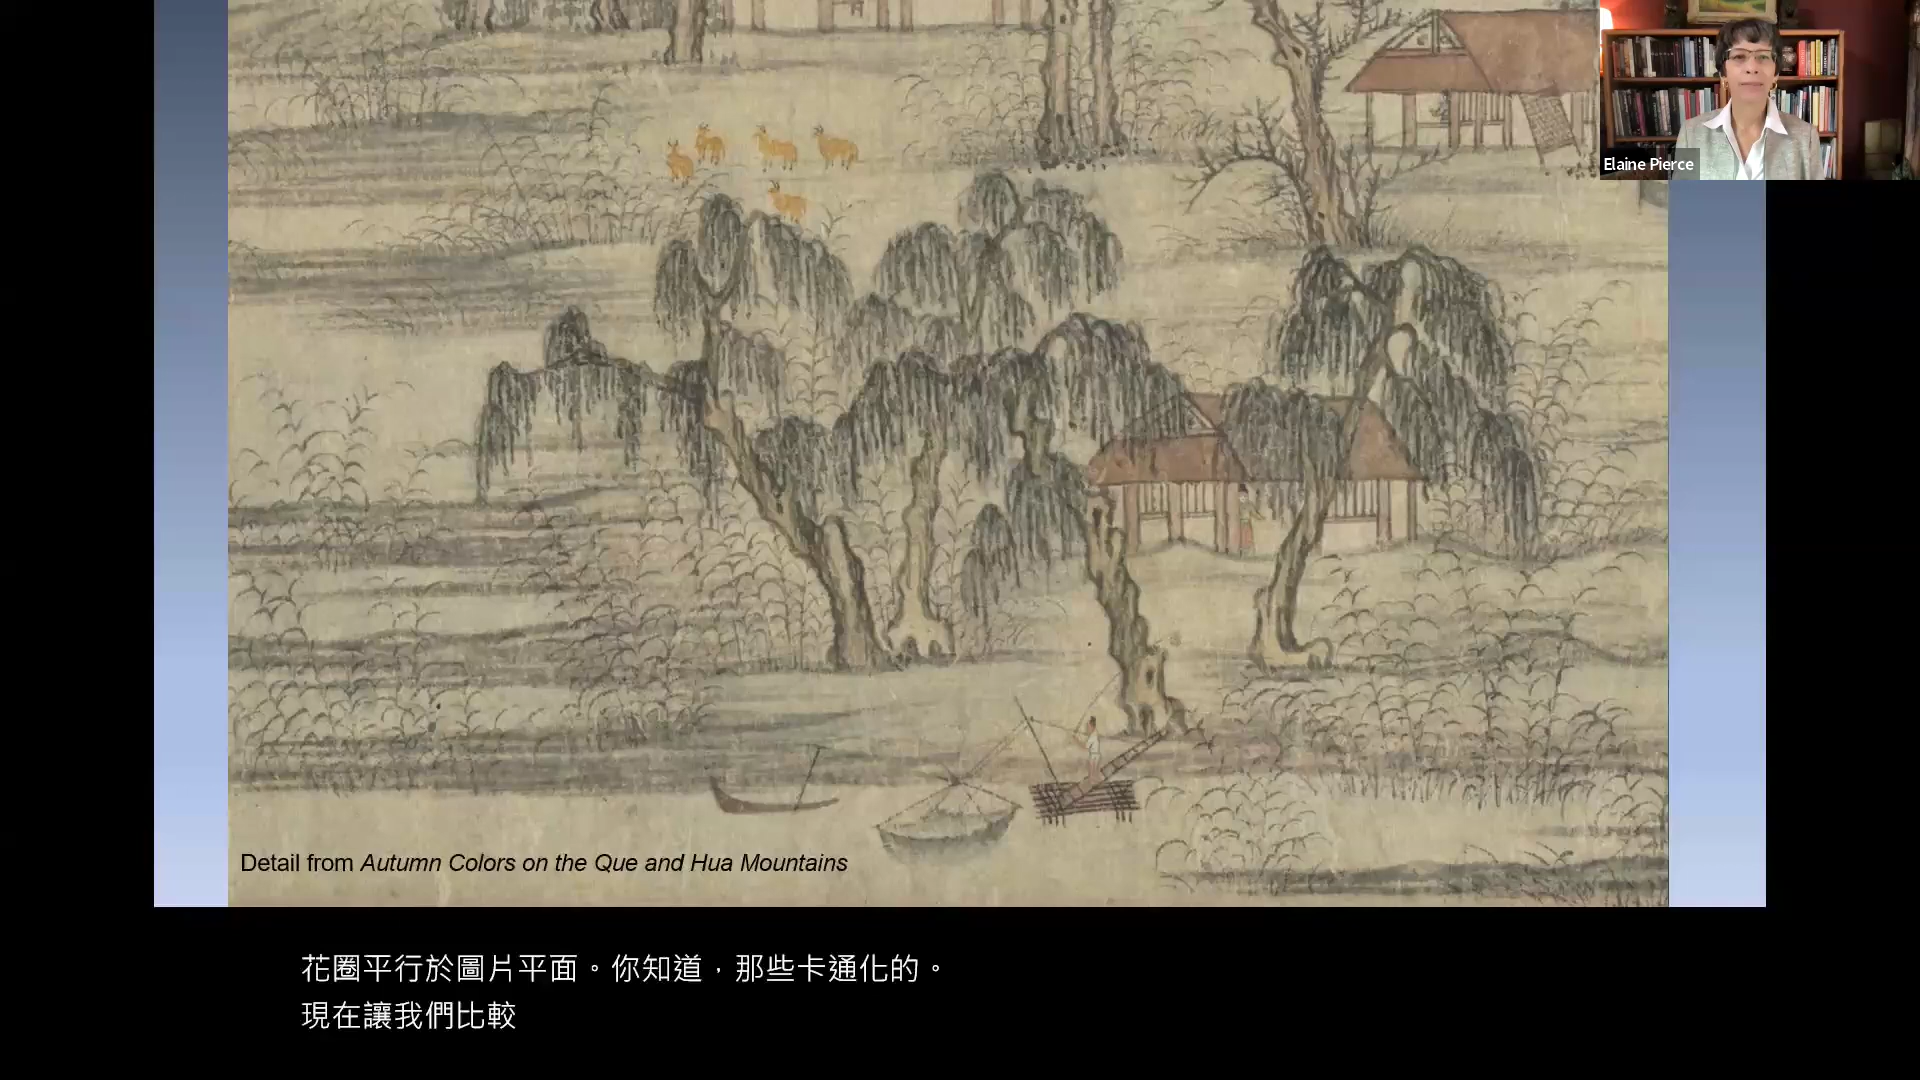 Elaine Pierce
Detail from Autumn Colors on the Que and Hua Mountains
花圈平行於圖片平面。你知道，那些卡通化的。
現在讓我們比較